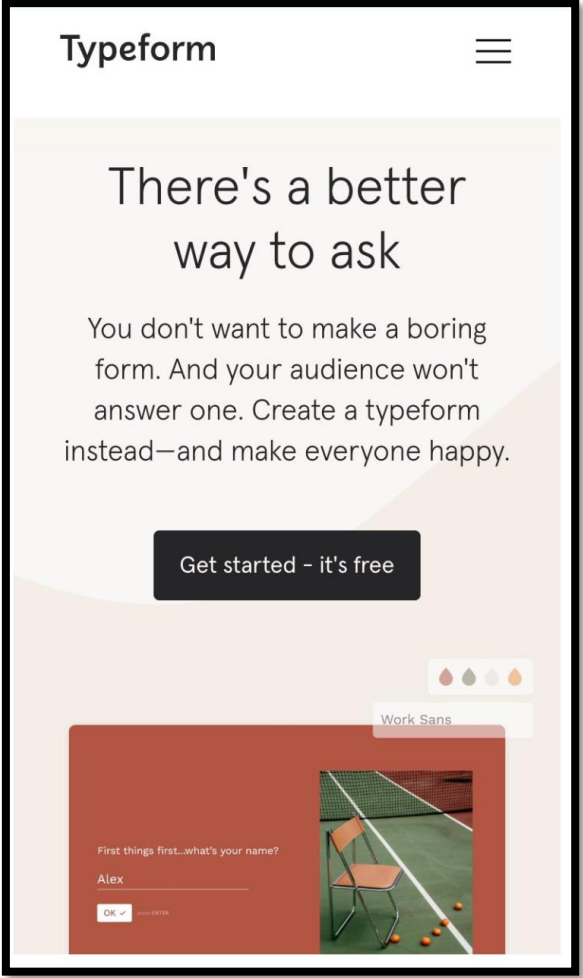 Typeform
There's a better
way to ask
You don't want to make a boring
form. And your audience won't
answer one. Create a typeform
instead—and make everyone happy.
Get started - it's free
Work Sans
First things first...what's your name?
Alex
OK ✓ press ENTER